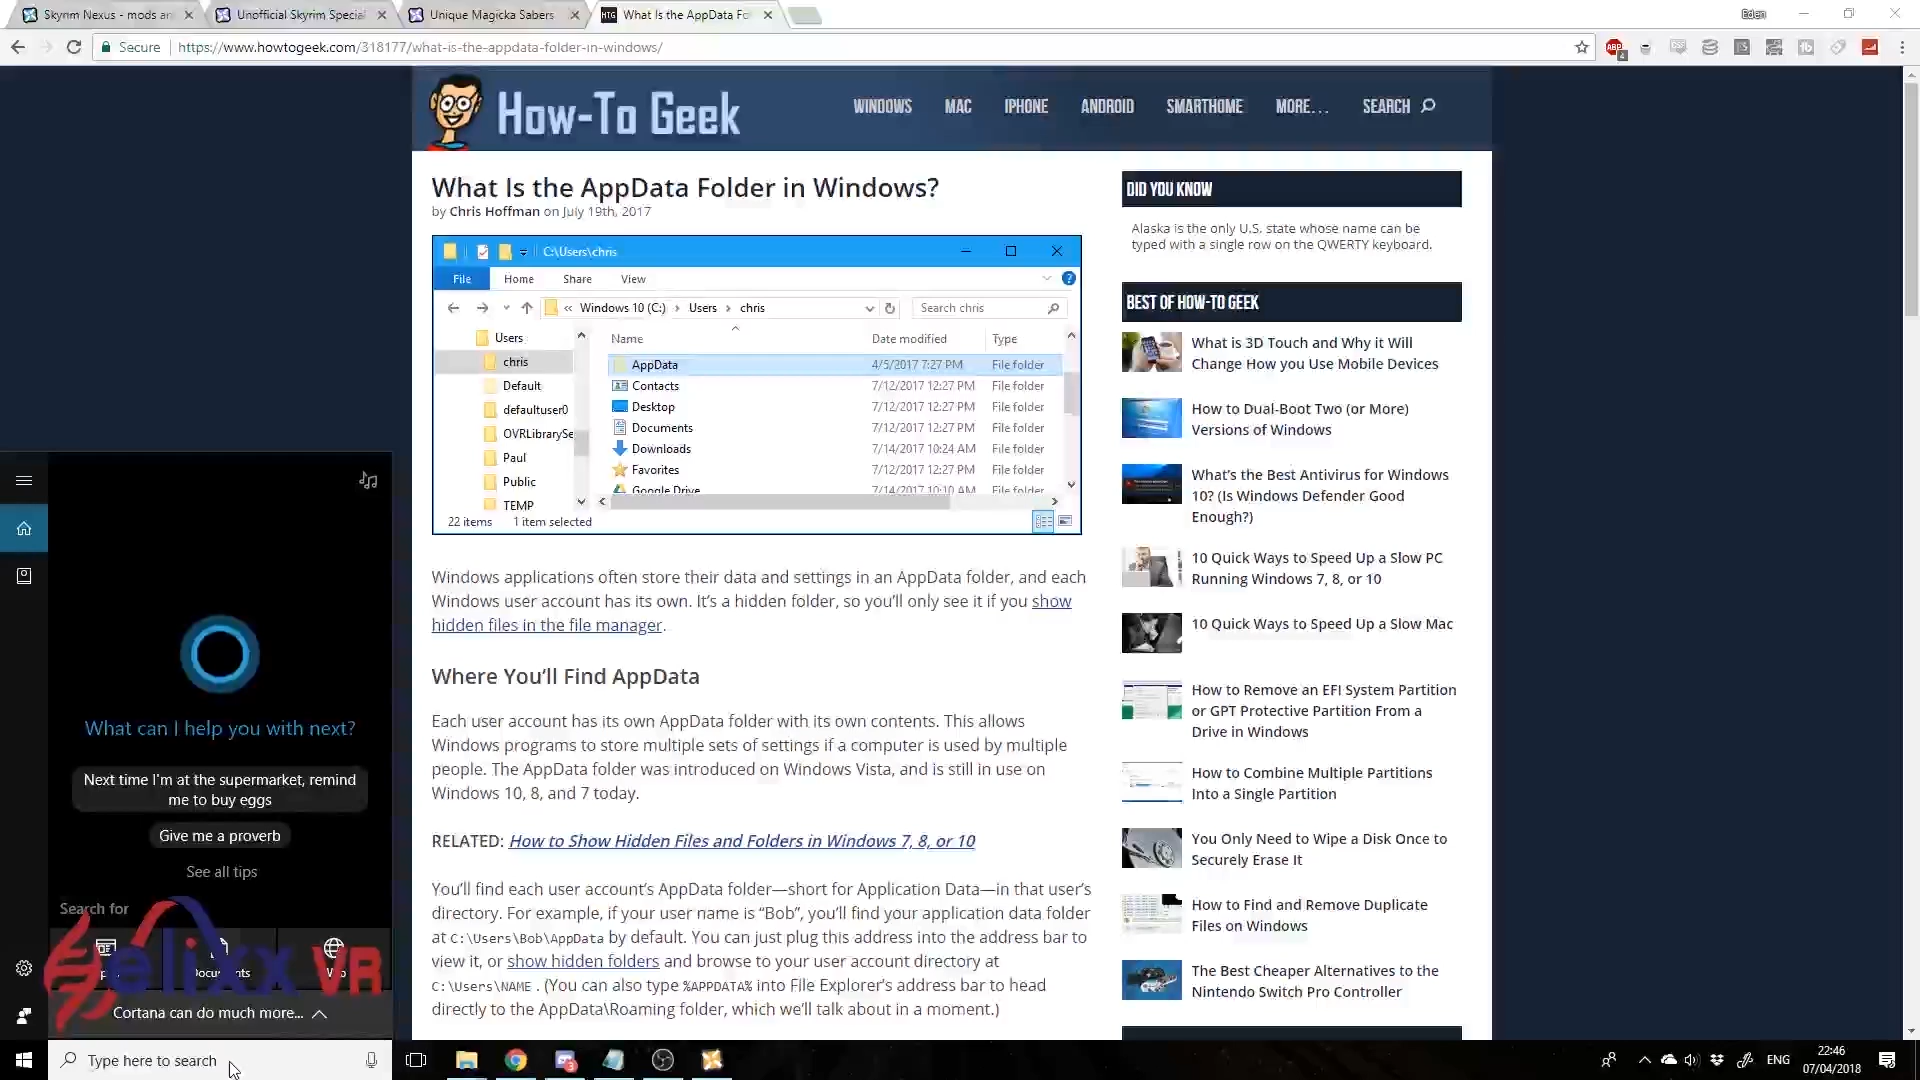 Skyrim Nexus - mods an
Unofficial Skyrim Special
Unique Magicka Sabers
HTG
What Is the AppData Fo
Eden
Secure
https://www.howtogeek.com/318177/what-is-the-appdata-folder-in-windows/
ABP
4
How-To Geek
WINDOWS
MAC
IPHONE
ANDROID
SMARTHOME
MORE...
SEARCH
What Is the AppData Folder in Windows?
by Chris Hoffman on July 19th, 2017
C:\Users\chris
File
Home
Share
View
« Windows 10 (C:) › Users › chris
Search chris
Users
chris
Default
defaultuser0
OVRLibrarySe
Paul
Public
TEMP
Name
Date modified
Type
AppData 4/5/2017 7:27 PM File folder
Contacts 7/12/2017 12:27 PM File folder
Desktop 7/12/2017 12:27 PM File folder
Documents 7/12/2017 12:27 PM File folder
Downloads 7/14/2017 10:24 AM File folder
Favorites 7/12/2017 12:27 PM File folder
Google Drive 7/14/2017 10:10 AM File folder
22 items 1 item selected
Windows applications often store their data and settings in an AppData folder, and each
Windows user account has its own. It's a hidden folder, so you'll only see it if you show
hidden files in the file manager.
Where You'll Find AppData
Each user account has its own AppData folder with its own contents. This allows
Windows programs to store multiple sets of settings if a computer is used by multiple
people. The AppData folder was introduced on Windows Vista, and is still in use on
Windows 10, 8, and 7 today.
RELATED: How to Show Hidden Files and Folders in Windows 7, 8, or 10
You'll find each user account's AppData folder—short for Application Data—in that user's
directory. For example, if your user name is “Bob”, you'll find your application data folder
at C:\Users\Bob\AppData by default. You can just plug this address into the address bar to
view it, or show hidden folders and browse to your user account directory at
C:\Users\NAME . (You can also type %APPDATA% into File Explorer's address bar to head
directly to the AppData\Roaming folder, which we'll talk about in a moment.)
DID YOU KNOW
Alaska is the only U.S. state whose name can be
typed with a single row on the QWERTY keyboard.
BEST OF HOW-TO GEEK
What is 3D Touch and Why it Will
Change How you Use Mobile Devices
How to Dual-Boot Two (or More)
Versions of Windows
What's the Best Antivirus for Windows
10? (Is Windows Defender Good
Enough?)
10 Quick Ways to Speed Up a Slow PC
Running Windows 7, 8, or 10
10 Quick Ways to Speed Up a Slow Mac
How to Remove an EFI System Partition
or GPT Protective Partition From a
Drive in Windows
How to Combine Multiple Partitions
Into a Single Partition
You Only Need to Wipe a Disk Once to
Securely Erase It
How to Find and Remove Duplicate
Files on Windows
The Best Cheaper Alternatives to the
Nintendo Switch Pro Controller
What can I help you with next?
Next time I'm at the supermarket, remind
me to buy eggs
Give me a proverb
See all tips
Search for
Documents
elixx VR
Cortana can do much more...
Type here to search
ENG
22:46
07/04/2018